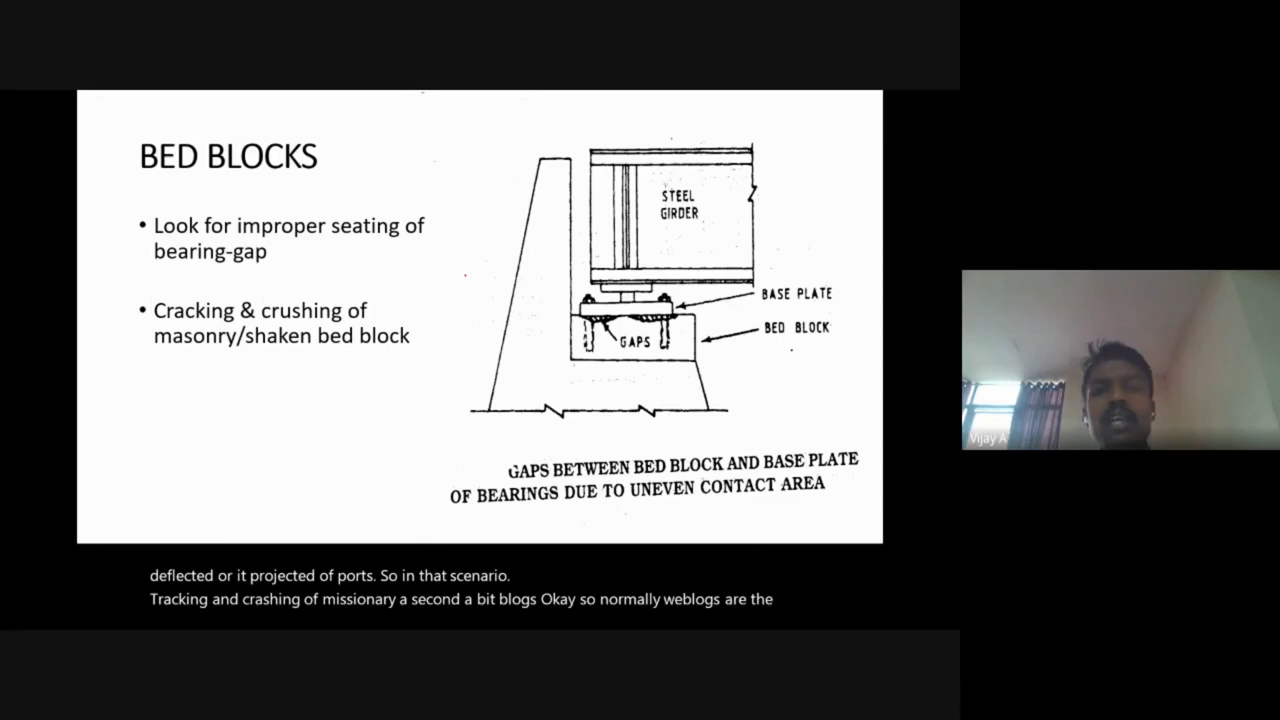 BED BLOCKS
• Look for improper seating of
bearing-gap
• Cracking & crushing of
masonry/shaken bed block
STEEL
GIRDER
BASE PLATE
BED BLOCK
GAPS
GAPS BETWEEN BED BLOCK AND BASE PLATE
OF BEARINGS DUE TO UNEVEN CONTACT AREA
Vijay A
deflected or it projected of ports. So in that scenario.
Tracking and crashing of missionary a second a bit blogs Okay so normally weblogs are the